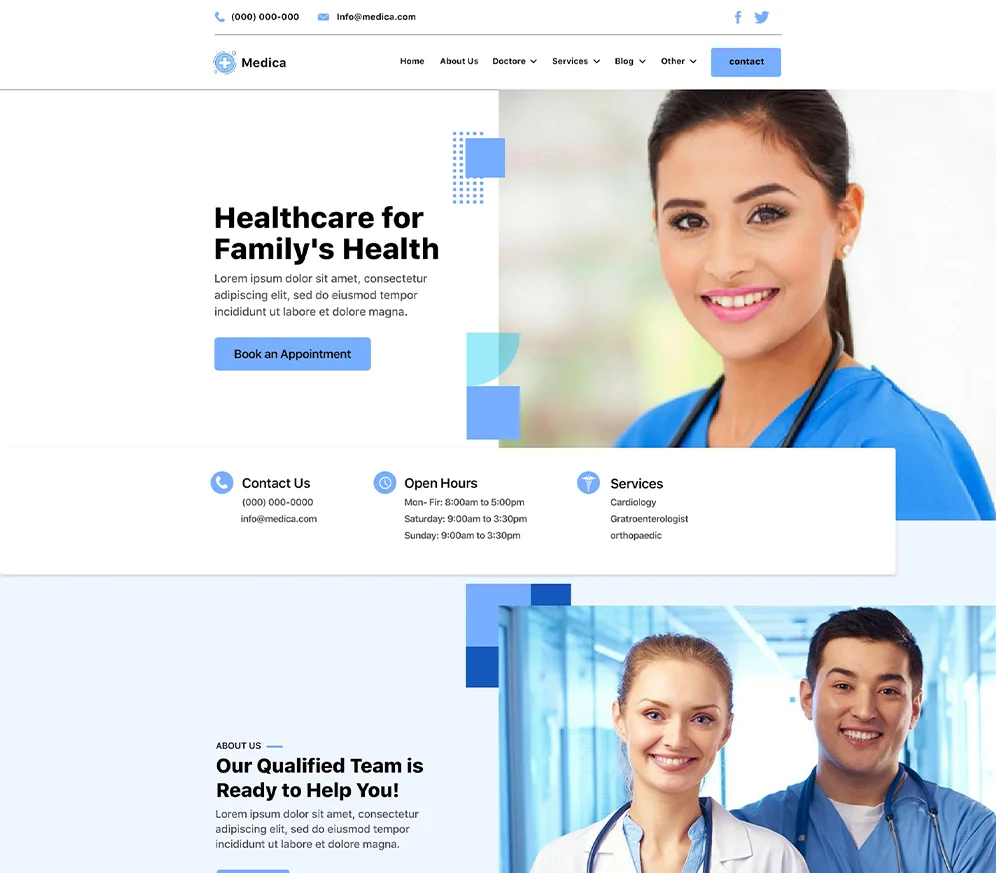 (000) 000-000 Info@medica.com
Medica Home About Us Doctore Services Blog Other contact
Healthcare for
Family's Health
Lorem ipsum dolor sit amet, consectetur
adipiscing elit, sed do eiusmod tempor
incididunt ut labore et dolore magna.
Book an Appointment
Contact Us
(000) 000-0000
info@medica.com
Open Hours
Mon- Fir: 8:00am to 5:00pm
Saturday: 9:00am to 3:30pm
Sunday: 9:00am to 3:30pm
Services
Cardiology
Gratroenterologist
orthopaedic
ABOUT US
Our Qualified Team is
Ready to Help You!
Lorem ipsum dolor sit amet, consectetur
adipiscing elit, sed do eiusmod tempor
incididunt ut labore et dolore magna.